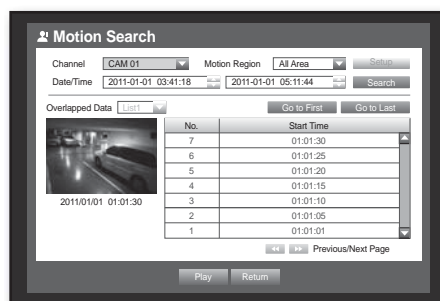 Motion Search
Channel CAM 01 Motion Region All Area Setup
Date/Time 2011-01-01 03:41:18 2011-01-01 05:11:44 Search
Overlapped Data List1 Go to First Go to Last
No. Start Time
7 01:01:30
6 01:01:25
5 01:01:20
4 01:01:15
3 01:01:10
2 01:01:05
1 01:01:01
2011/01/01 01:01:30
Previous/Next Page
Play Return